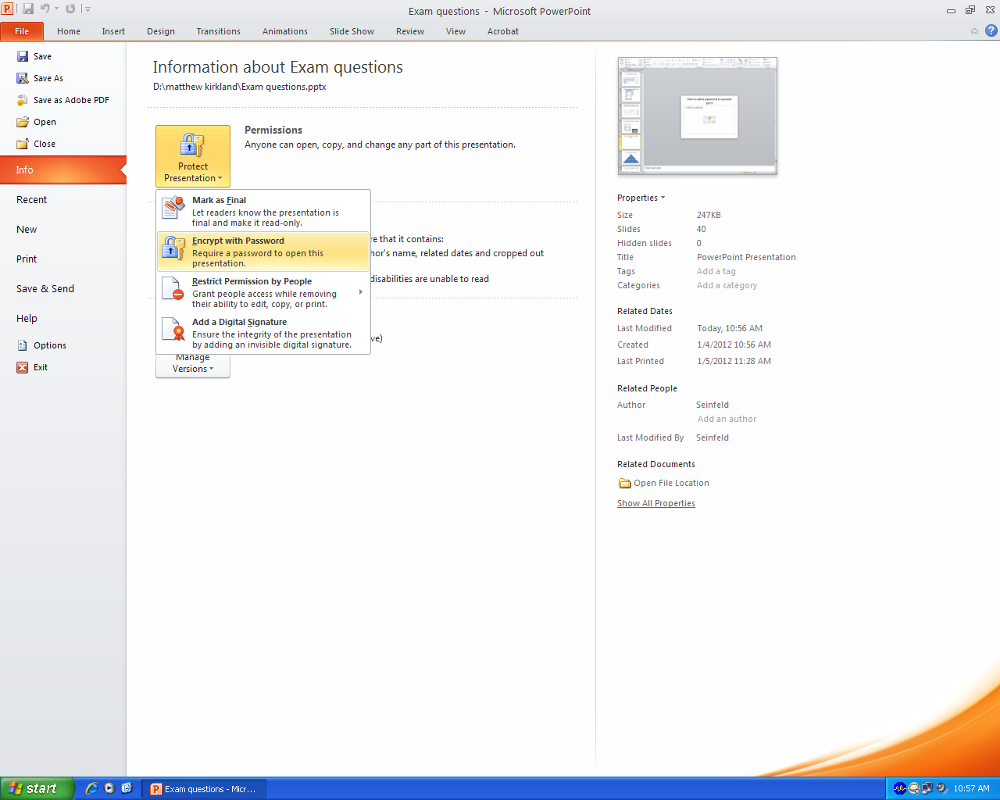 Exam questions - Microsoft PowerPoint
File Home Insert Design Transitions Animations Slide Show Review View Acrobat
Save
Save As
Save as Adobe PDF
Open
Close
Info
Recent
New
Print
Save & Send
Help
Options
Exit
Information about Exam questions
D:\matthew kirkland\Exam questions.pptx
Protect
Presentation
Permissions
Anyone can open, copy, and change any part of this presentation.
Mark as Final
Let readers know the presentation is
final and make it read-only.
Encrypt with Password
Require a password to open this
presentation.
Restrict Permission by People
Grant people access while removing
their ability to edit, copy, or print.
Add a Digital Signature
Ensure the integrity of the presentation
by adding an invisible digital signature.
re that it contains:
hor's name, related dates and cropped out
disabilities are unable to read
ve)
Manage
Versions
How to add a password to a power
point
Properties
Size 247KB
Slides 40
Hidden slides 0
Title PowerPoint Presentation
Tags Add a tag
Categories Add a category
Related Dates
Last Modified Today, 10:56 AM
Created 1/4/2012 10:56 AM
Last Printed 1/5/2012 11:28 AM
Related People
Author Seinfeld
Add an author
Last Modified By Seinfeld
Related Documents
Open File Location
Show All Properties
start Exam questions - Micr... 10:57 AM